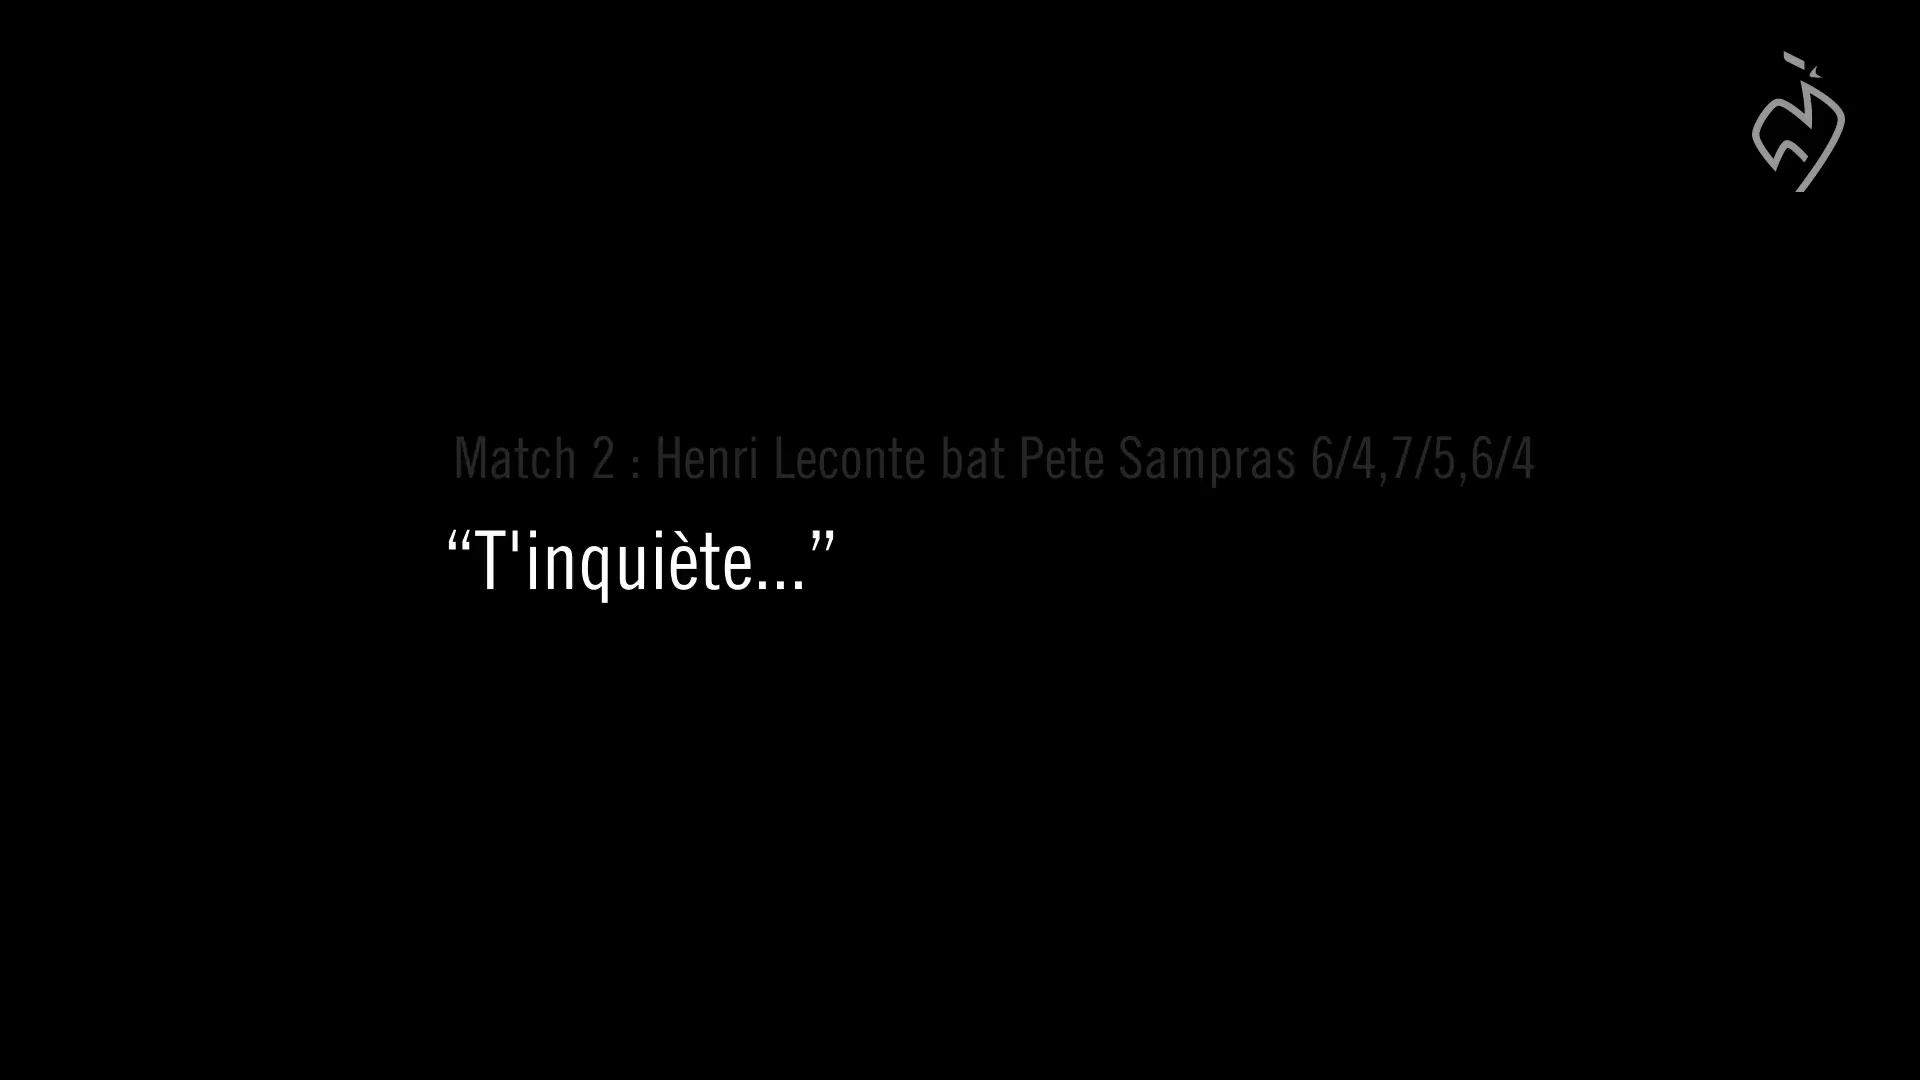 Match 2 : Henri Leconte bat Pete Sampras 6/4,7/5,6/4
“T'inquiète...”